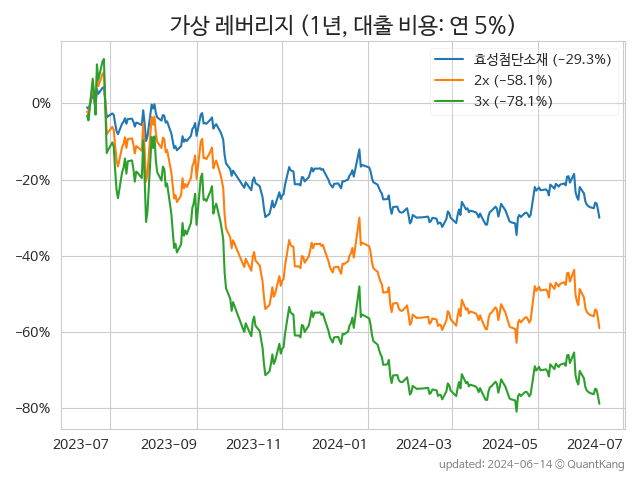 가상 레버리지 (1년, 대출 비용: 연 5%)
효성첨단소재 (−29.3%)
2x (−58.1%)
3x (−78.1%)
0%
−20%
−40%
−60%
−80%
2023-07 2023-09 2023-11 2024-01 2024-03 2024-05 2024-07
updated: 2024-06-14 © QuantKang